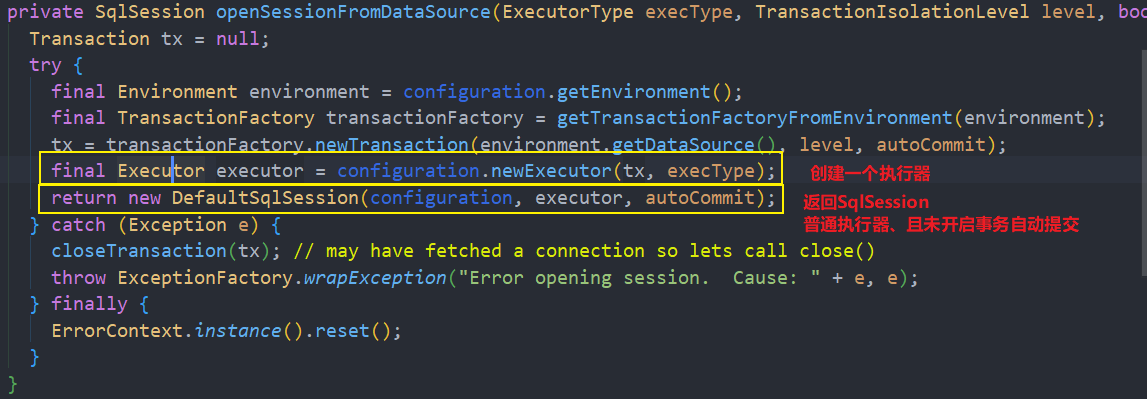 private SqlSession openSessionFromDataSource(ExecutorType execType, TransactionIsolationLevel level, boo
Transaction tx = null;
try {
final Environment environment = configuration.getEnvironment();
final TransactionFactory transactionFactory = getTransactionFactoryFromEnvironment(environment);
tx = transactionFactory.newTransaction(environment.getDataSource(), level, autoCommit);
final Executor executor = configuration.newExecutor(tx, execType); 创建一个执行器
return new DefaultSqlSession(configuration, executor, autoCommit); 返回SqlSession
普通执行器、且未开启事务自动提交
} catch (Exception e) {
closeTransaction(tx); // may have fetched a connection so lets call close()
throw ExceptionFactory.wrapException("Error opening session.  Cause: " + e, e);
} finally {
ErrorContext.instance().reset();
}
}